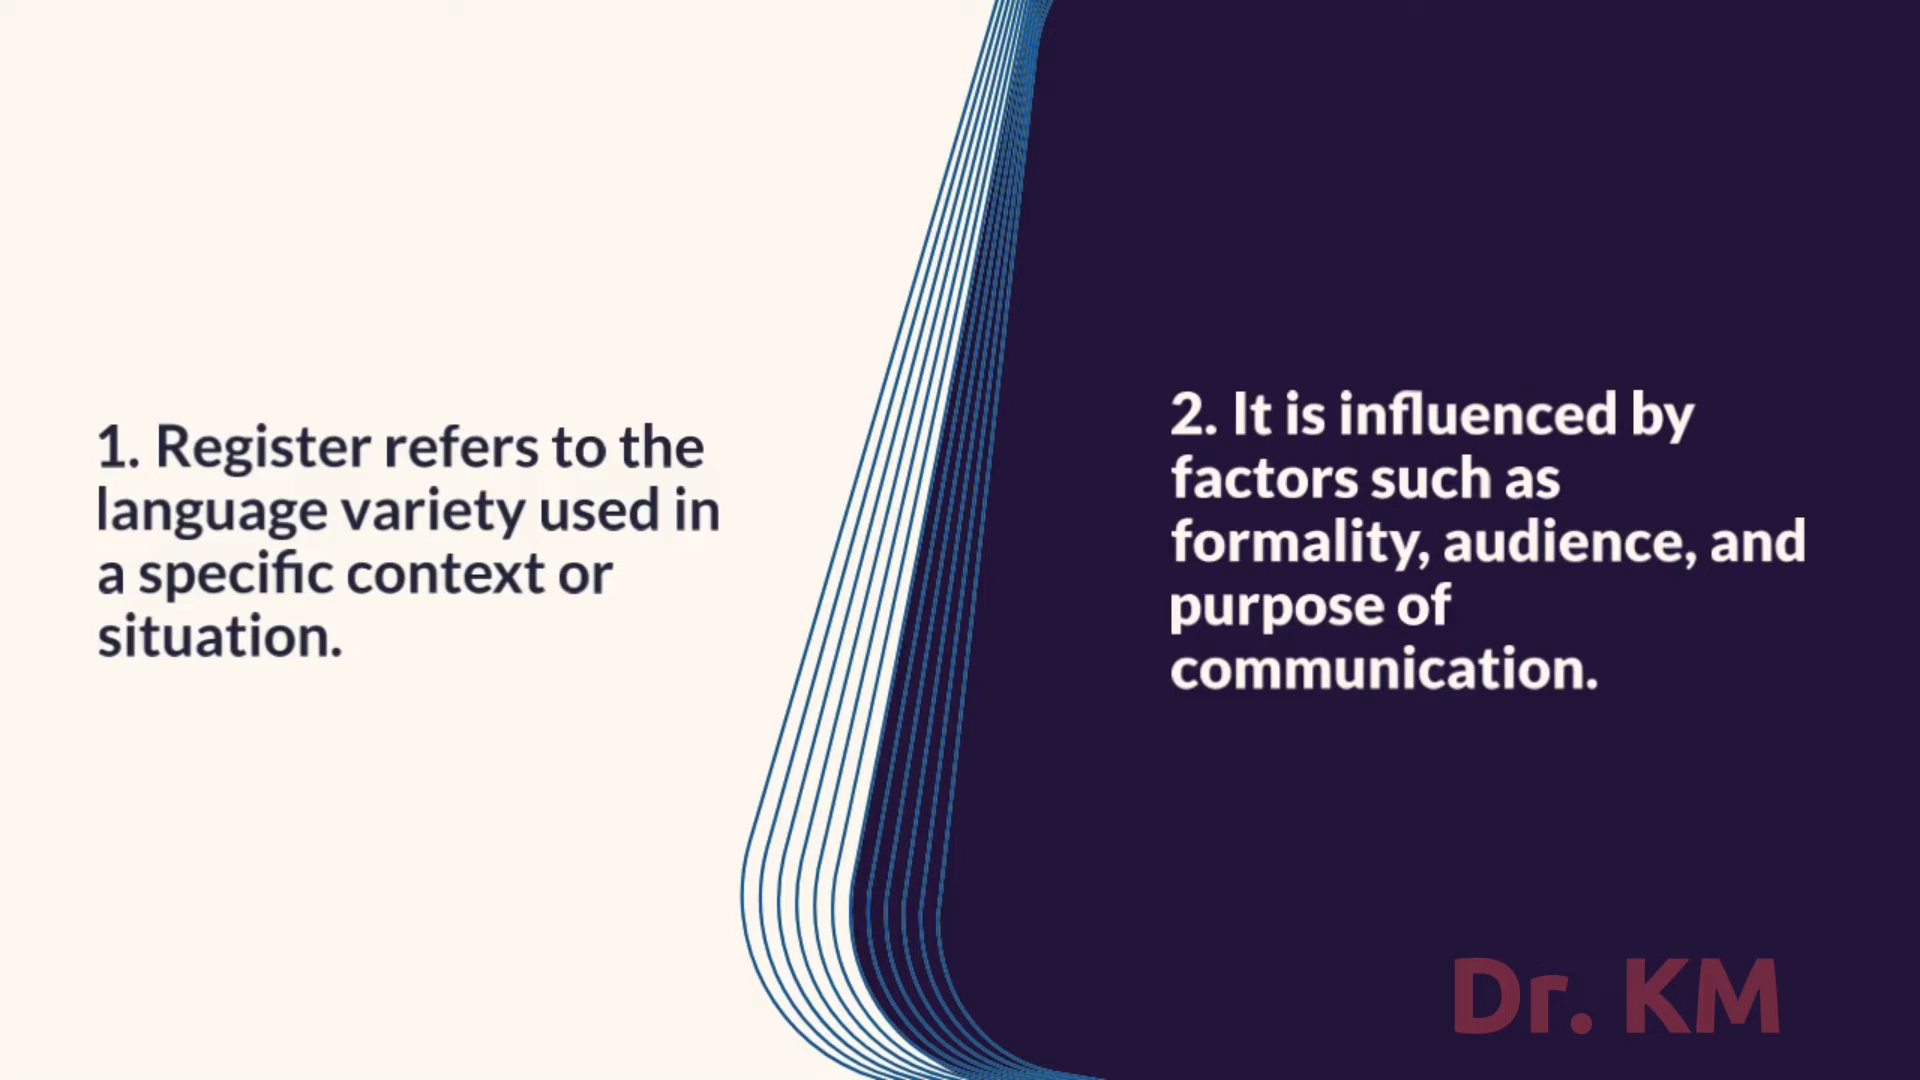 1. Register refers to the
language variety used in
a specific context or
situation.
2. It is influenced by
factors such as
formality, audience, and
purpose of
communication.
Dr. KM